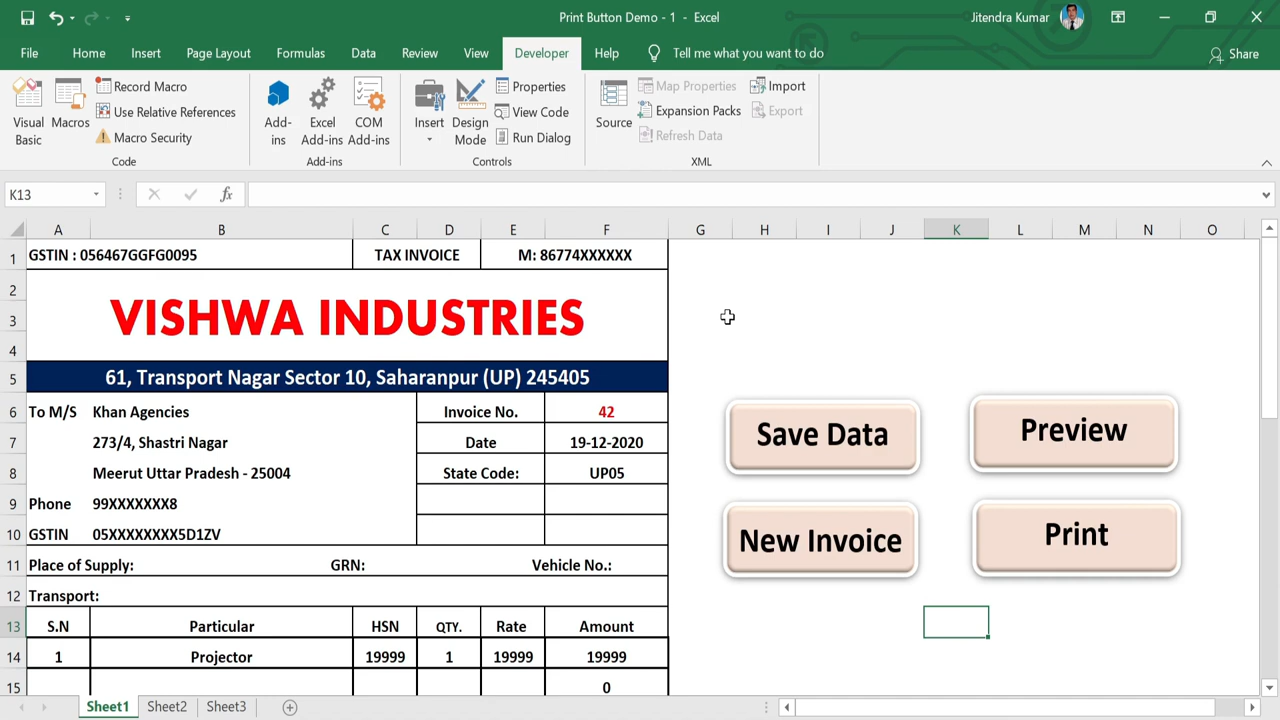 Print Button Demo - 1 - Excel
Jitendra Kumar
File Home Insert Page Layout Formulas Data Review View Developer Help Tell me what you want to do Share
Visual Basic
Macros
Record Macro
Use Relative References
Macro Security
Code
Add-ins
Excel Add-ins
COM Add-ins
Add-ins
Insert
Design Mode
Properties
View Code
Run Dialog
Controls
Source
Map Properties
Expansion Packs
Refresh Data
Import
Export
XML
K13
fx
A B C D E F G H I J K L M N O
1 GSTIN : 056467GGFG0095 TAX INVOICE M: 86774XXXXXX
2
3 VISHWA INDUSTRIES
4
5 61, Transport Nagar Sector 10, Saharanpur (UP) 245405
6 To M/S Khan Agencies Invoice No. 42
7 273/4, Shastri Nagar Date 19-12-2020
8 Meerut Uttar Pradesh - 25004 State Code: UP05
9 Phone 99XXXXXXX8
10 GSTIN 05XXXXXXXX5D1ZV
11 Place of Supply: GRN: Vehicle No.:
12 Transport:
13 S.N Particular HSN QTY. Rate Amount
14 1 Projector 19999 1 19999 19999
15 0
Save Data Preview
New Invoice Print
Sheet1 Sheet2 Sheet3